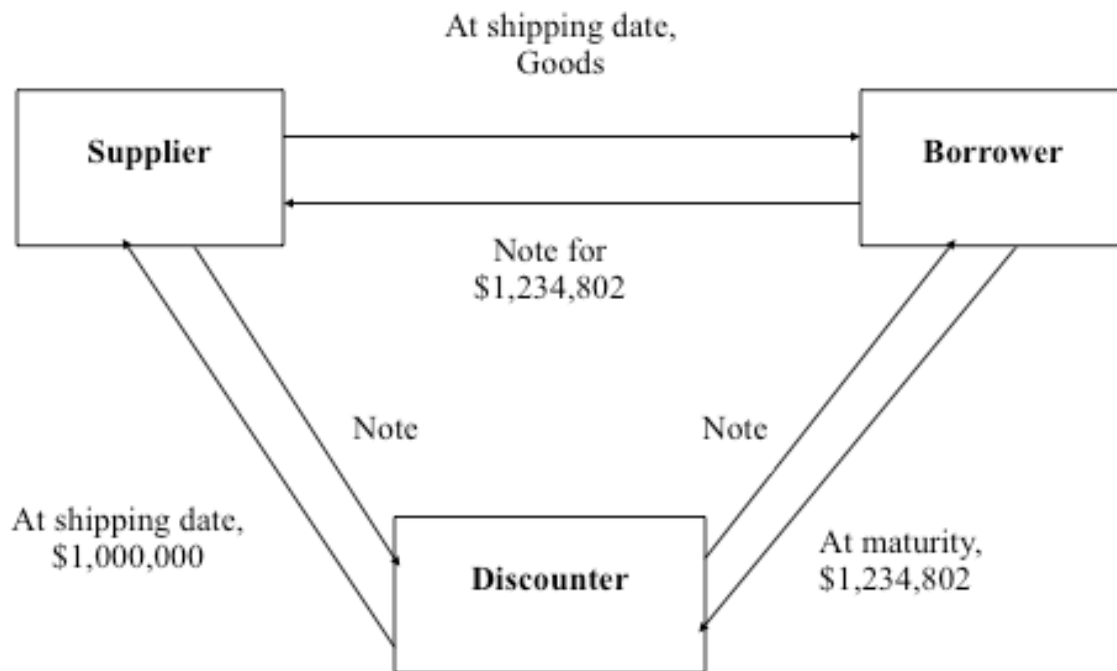 At shipping date,
Goods
Supplier
Borrower
Note for
$1,234,802
Note
Note
At shipping date,
$1,000,000
Discounter
At maturity,
$1,234,802